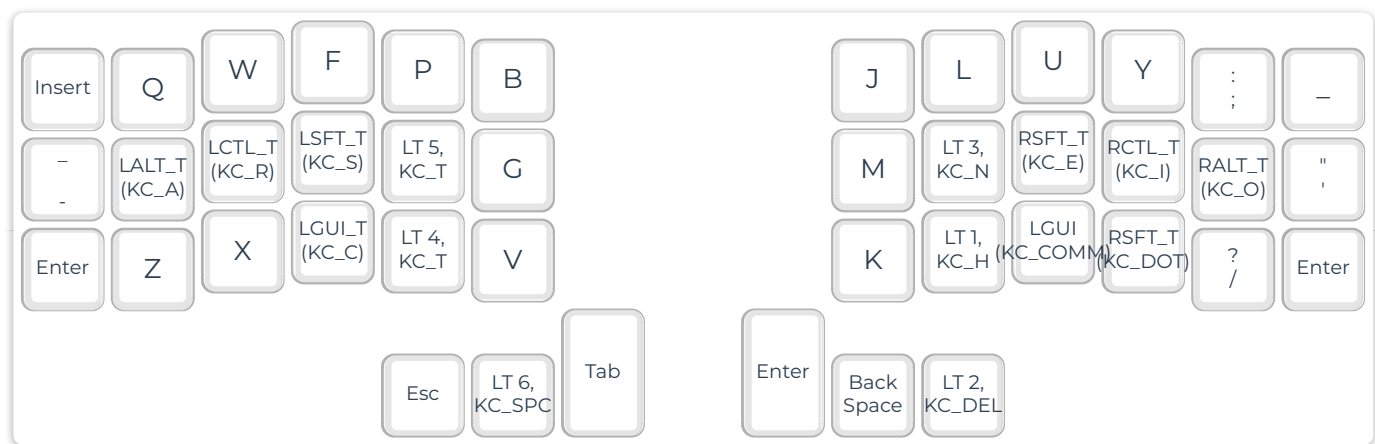 Insert
Q
W
F
P
B
J
L
U
Y
:
;
_
_
-
LALT_T
(KC_A)
LCTL_T
(KC_R)
LSFT_T
(KC_S)
LT 5,
KC_T
G
M
LT 3,
KC_N
RSFT_T
(KC_E)
RCTL_T
(KC_I)
RALT_T
(KC_O)
"
'
Enter
Z
X
LGUI_T
(KC_C)
LT 4,
KC_T
V
K
LT 1,
KC_H
LGUI
(KC_COMM)
RSFT_T
(KC_DOT)
?
/
Enter
Esc
LT 6,
KC_SPC
Tab
Enter
Back
Space
LT 2,
KC_DEL